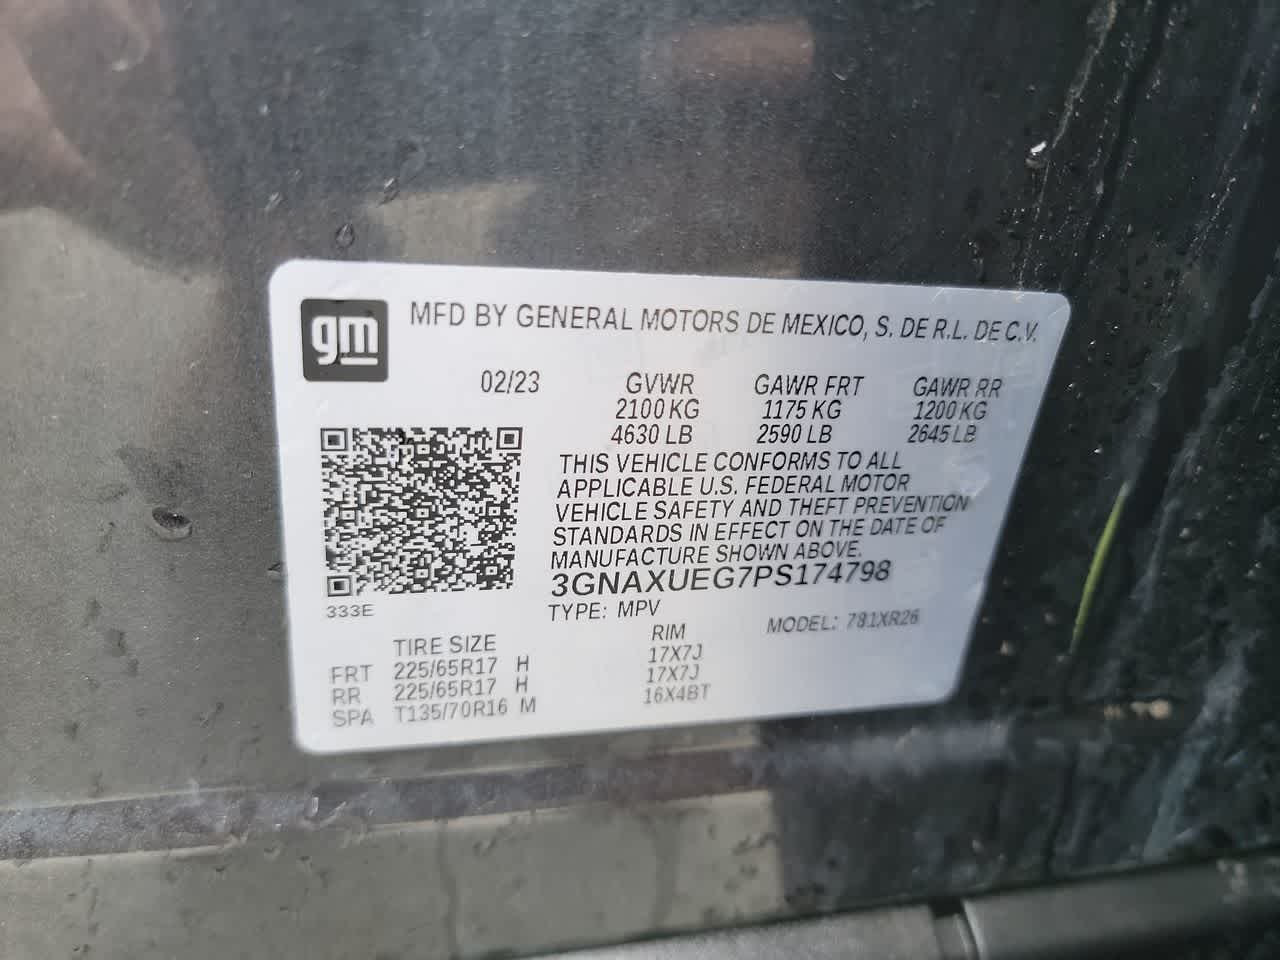 gm
MFD BY GENERAL MOTORS DE MEXICO, S. DE R.L. DE C.V.
02/23 GVWR GAWR FRT GAWR RR
2100 KG 1175 KG 1200 KG
4630 LB 2590 LB 2645 LB
THIS VEHICLE CONFORMS TO ALL
APPLICABLE U.S. FEDERAL MOTOR
VEHICLE SAFETY AND THEFT PREVENTION
STANDARDS IN EFFECT ON THE DATE OF
MANUFACTURE SHOWN ABOVE.
3GNAXUEG7PS174798
333E TYPE: MPV MODEL: 781XR26
TIRE SIZE RIM
FRT 225/65R17 H 17X7J
RR 225/65R17 H 17X7J
SPA T135/70R16 M 16X4BT